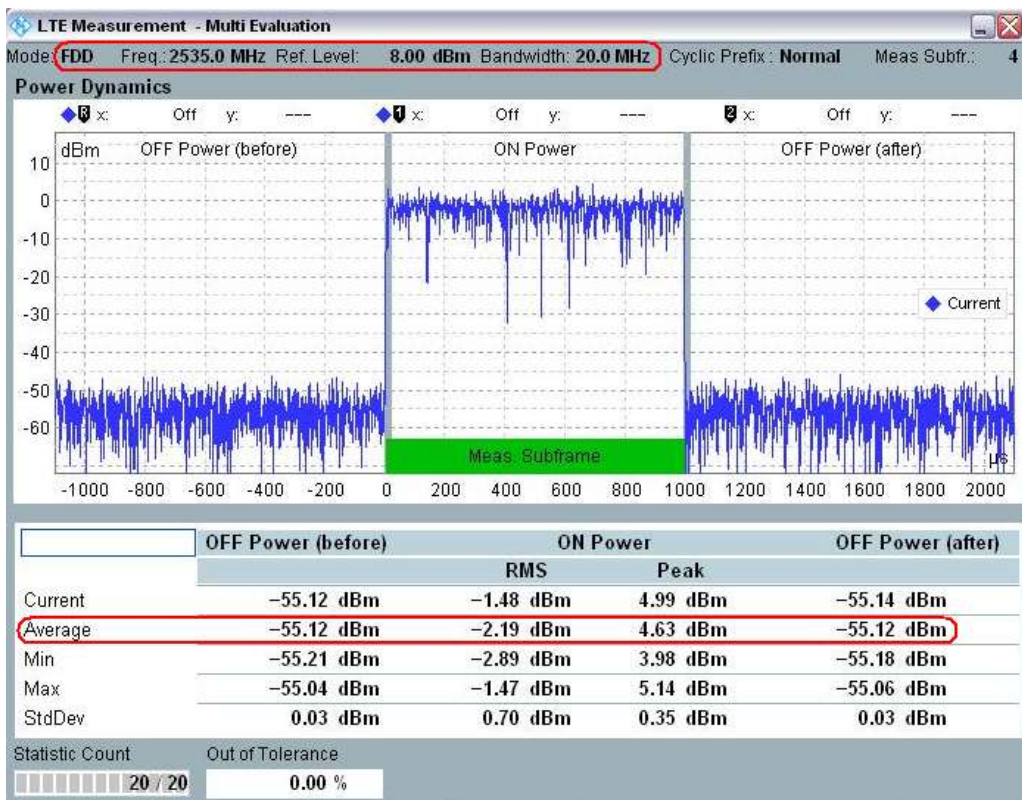 LTE Measurement - Multi Evaluation
Mode: FDD Freq.: 2535.0 MHz Ref. Level: 8.00 dBm Bandwidth: 20.0 MHz Cyclic Prefix : Normal Meas Subfr.: 4
Power Dynamics
R x: Off y: --- 1 x: Off y: --- 2 x: Off y: ---
dBm OFF Power (before) ON Power OFF Power (after)
10
0
-10
-20
-30
Current
-40
-50
-60
Meas. Subframe
µs
-1000 -800 -600 -400 -200 0 200 400 600 800 1000 1200 1400 1600 1800 2000
OFF Power (before) ON Power OFF Power (after)
RMS Peak
Current −55.12 dBm −1.48 dBm 4.99 dBm −55.14 dBm
Average −55.12 dBm −2.19 dBm 4.63 dBm −55.12 dBm
Min −55.21 dBm −2.89 dBm 3.98 dBm −55.18 dBm
Max −55.04 dBm −1.47 dBm 5.14 dBm −55.06 dBm
StdDev 0.03 dBm 0.70 dBm 0.35 dBm 0.03 dBm
Statistic Count Out of Tolerance
20 / 20 0.00 %